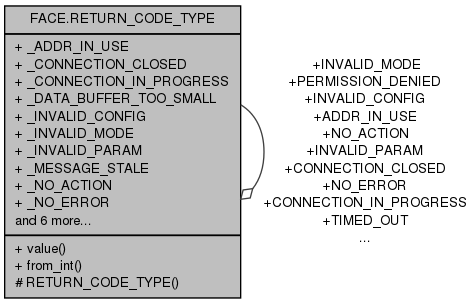 FACE.RETURN_CODE_TYPE
+ _ADDR_IN_USE
+ _CONNECTION_CLOSED
+ _CONNECTION_IN_PROGRESS
+ _DATA_BUFFER_TOO_SMALL
+ _INVALID_CONFIG
+ _INVALID_MODE
+ _INVALID_PARAM
+ _MESSAGE_STALE
+ _NO_ACTION
+ _NO_ERROR
and 6 more...
+ value()
+ from_int()
# RETURN_CODE_TYPE()
+INVALID_MODE
+PERMISSION_DENIED
+INVALID_CONFIG
+ADDR_IN_USE
+NO_ACTION
+INVALID_PARAM
+CONNECTION_CLOSED
+NO_ERROR
+CONNECTION_IN_PROGRESS
+TIMED_OUT
...